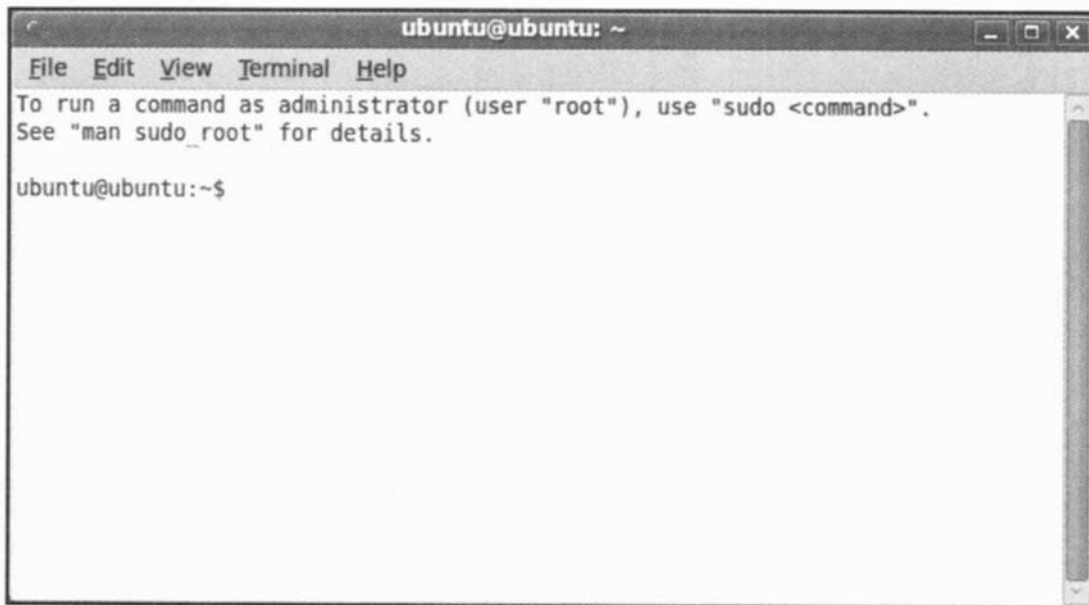 ubuntu@ubuntu: ~
File Edit View Terminal Help
To run a command as administrator (user "root"), use "sudo <command>".
See "man sudo_root" for details.
ubuntu@ubuntu:~$